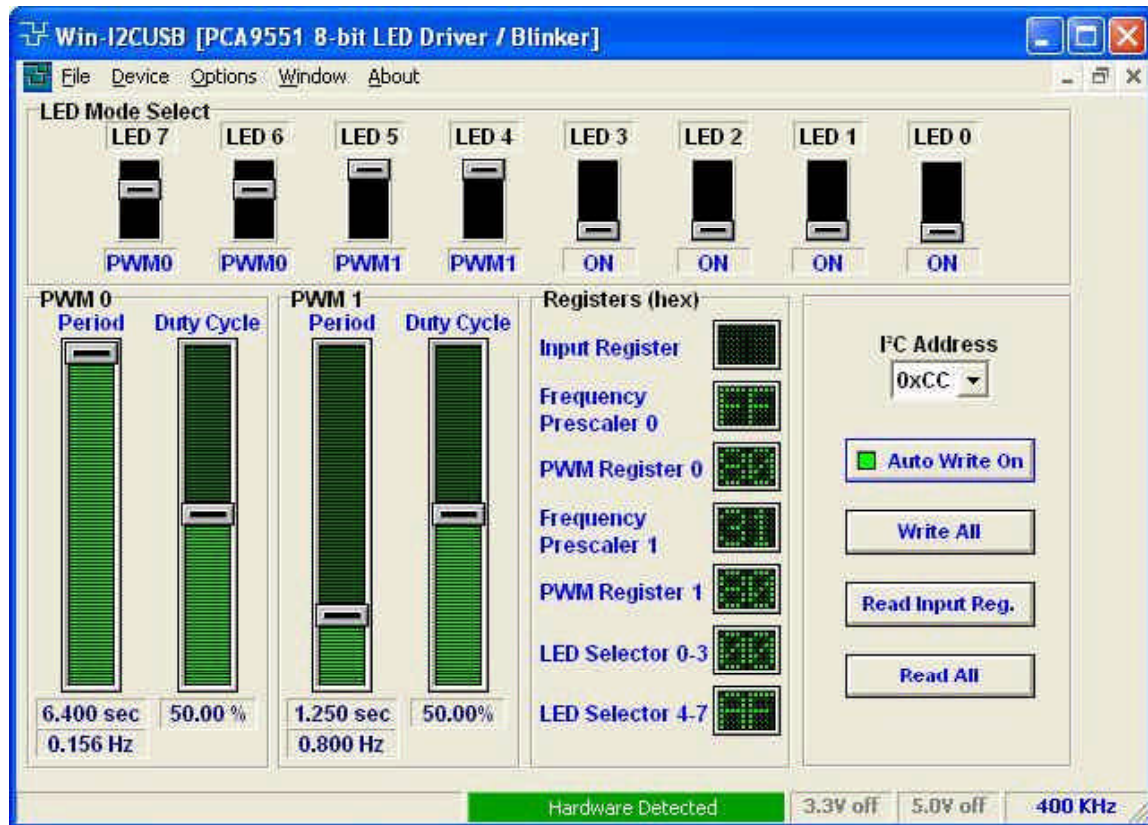 Win-I2CUSB [PCA9551 8-bit LED Driver / Blinker]
File Device Options Window About
LED Mode Select
LED 7 LED 6 LED 5 LED 4 LED 3 LED 2 LED 1 LED 0
PWM0 PWM0 PWM1 PWM1 ON ON ON ON
PWM 0
Period Duty Cycle
6.400 sec 50.00 %
0.156 Hz
PWM 1
Period Duty Cycle
1.250 sec 50.00%
0.800 Hz
Registers (hex)
Input Register
Frequency
Prescaler 0
PWM Register 0
Frequency
Prescaler 1
PWM Register 1
LED Selector 0-3
LED Selector 4-7
I²C Address
0xCC
Auto Write On
Write All
Read Input Reg.
Read All
Hardware Detected 3.3V off 5.0V off 400 KHz